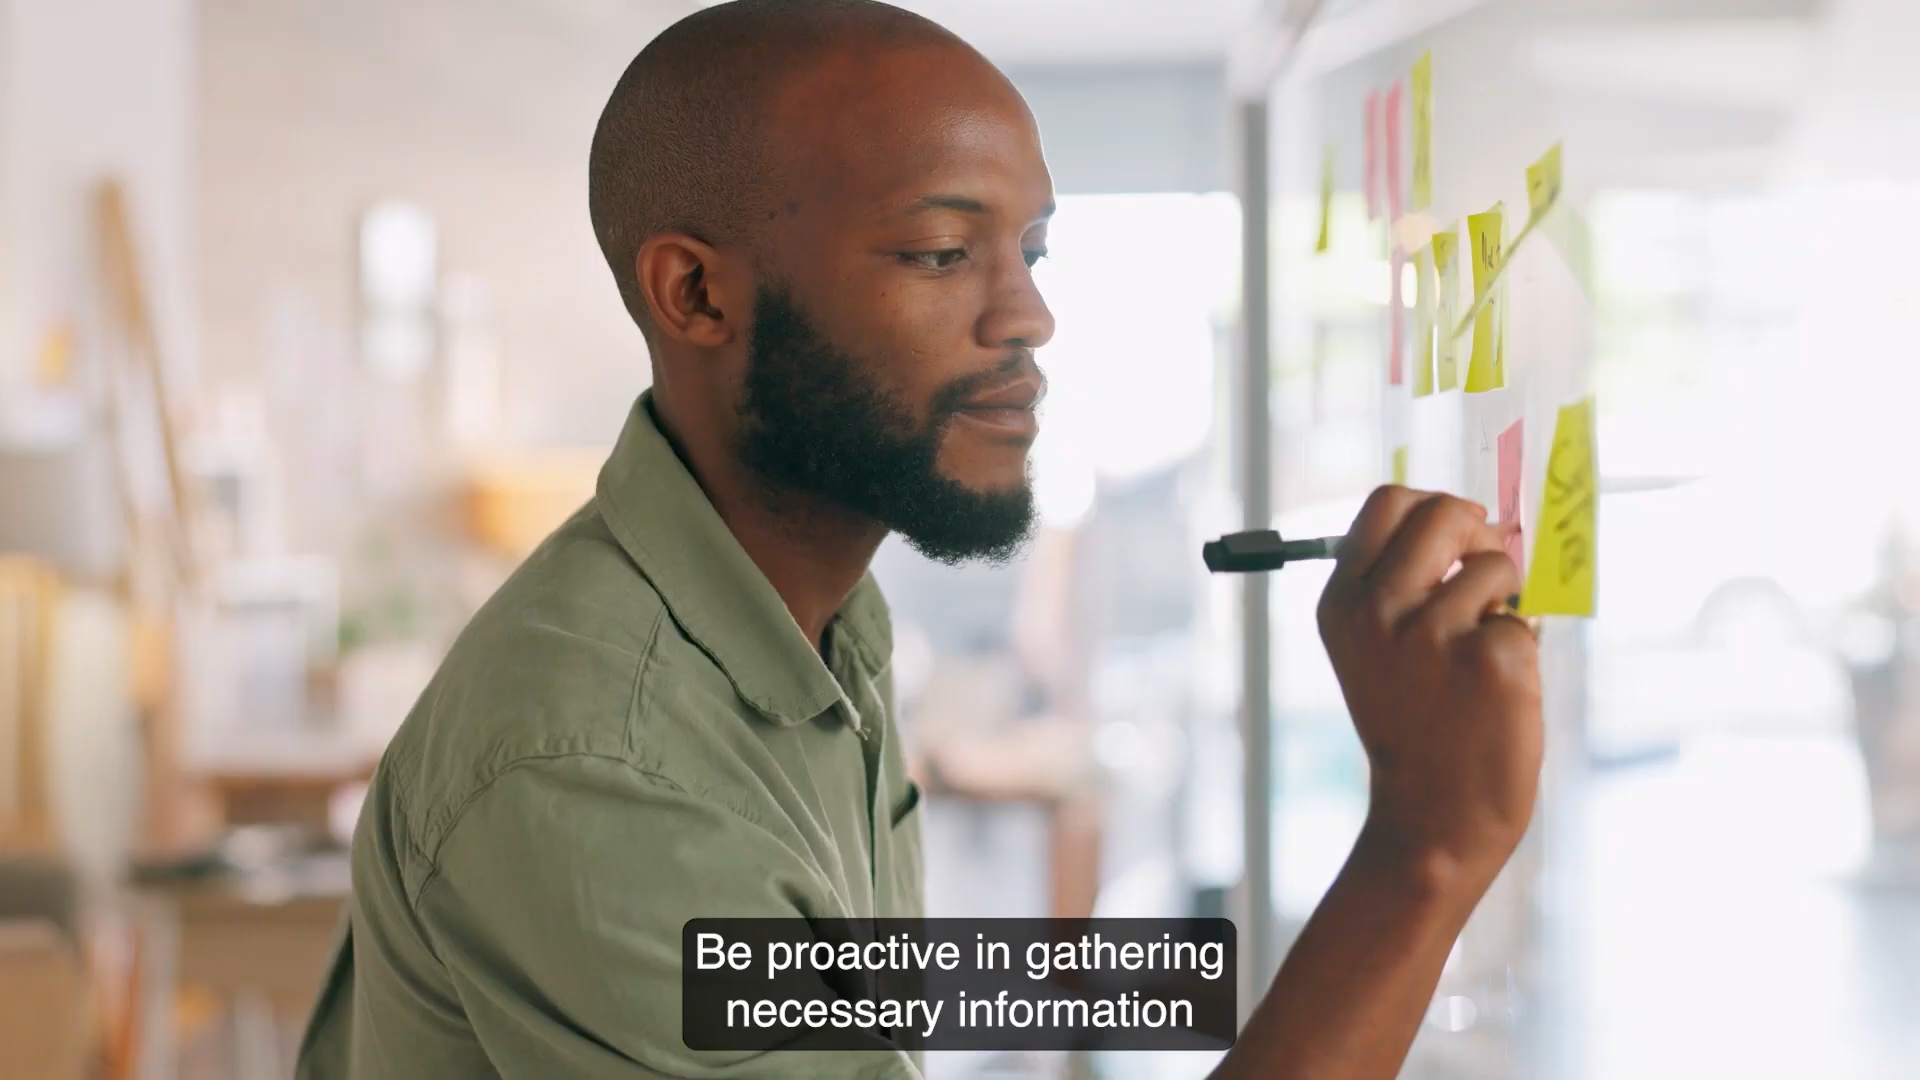 Be proactive in gathering
necessary information